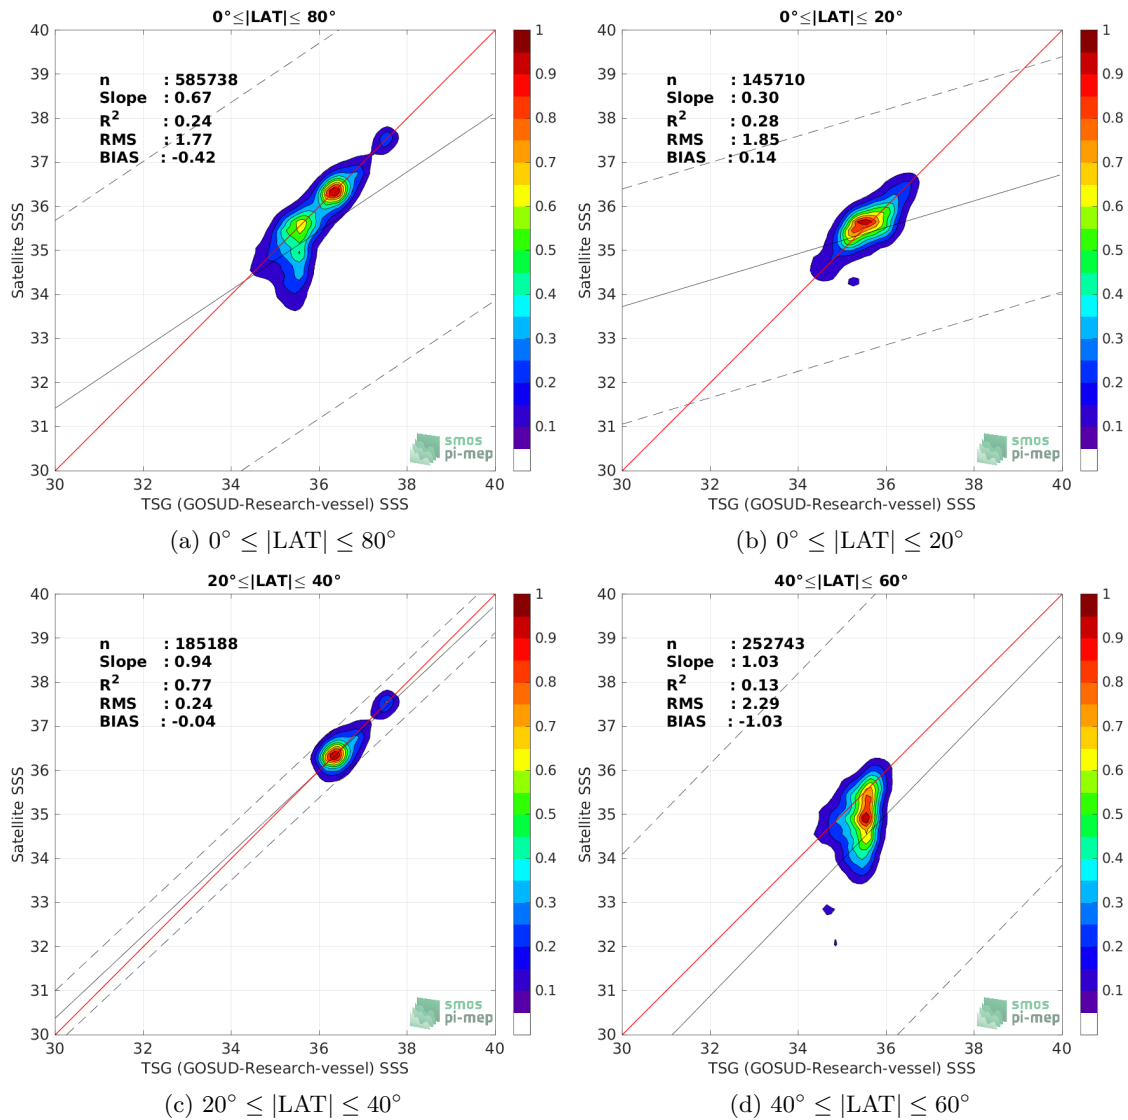 0°≤|LAT|≤ 80°
n : 585738
Slope : 0.67
R² : 0.24
RMS : 1.77
BIAS : -0.42
Satellite SSS
40
39
38
37
36
35
34
33
32
31
30
30 32 34 36 38 40
TSG (GOSUD-Research-vessel) SSS
1
0.9
0.8
0.7
0.6
0.5
0.4
0.3
0.2
0.1
smos
pi-mep
(a) 0° ≤ |LAT| ≤ 80°
0°≤|LAT|≤ 20°
n : 145710
Slope : 0.30
R² : 0.28
RMS : 1.85
BIAS : 0.14
Satellite SSS
40
39
38
37
36
35
34
33
32
31
30
30 32 34 36 38 40
TSG (GOSUD-Research-vessel) SSS
1
0.9
0.8
0.7
0.6
0.5
0.4
0.3
0.2
0.1
smos
pi-mep
(b) 0° ≤ |LAT| ≤ 20°
20°≤|LAT|≤ 40°
n : 185188
Slope : 0.94
R² : 0.77
RMS : 0.24
BIAS : -0.04
Satellite SSS
40
39
38
37
36
35
34
33
32
31
30
30 32 34 36 38 40
TSG (GOSUD-Research-vessel) SSS
1
0.9
0.8
0.7
0.6
0.5
0.4
0.3
0.2
0.1
smos
pi-mep
(c) 20° ≤ |LAT| ≤ 40°
40°≤|LAT|≤ 60°
n : 252743
Slope : 1.03
R² : 0.13
RMS : 2.29
BIAS : -1.03
Satellite SSS
40
39
38
37
36
35
34
33
32
31
30
30 32 34 36 38 40
TSG (GOSUD-Research-vessel) SSS
1
0.9
0.8
0.7
0.6
0.5
0.4
0.3
0.2
0.1
smos
pi-mep
(d) 40° ≤ |LAT| ≤ 60°